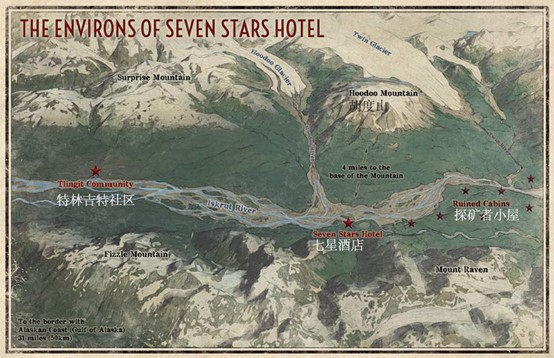 THE ENVIRONS OF SEVEN STARS HOTEL
Twin Glacier
Hoodoo Glacier
Surprise Mountain
Hoodoo Mountain
胡度山
4 miles to the
base of the Mountain
Tlingit Community
特林吉特社区
Iskut River
Ruined Cabins
探矿者小屋
Seven Stars Hotel
七星酒店
Fizzle Mountain
Mount Raven
To the border with
Alaskan Coast (Gulf of Alaska)
31 miles (50km)